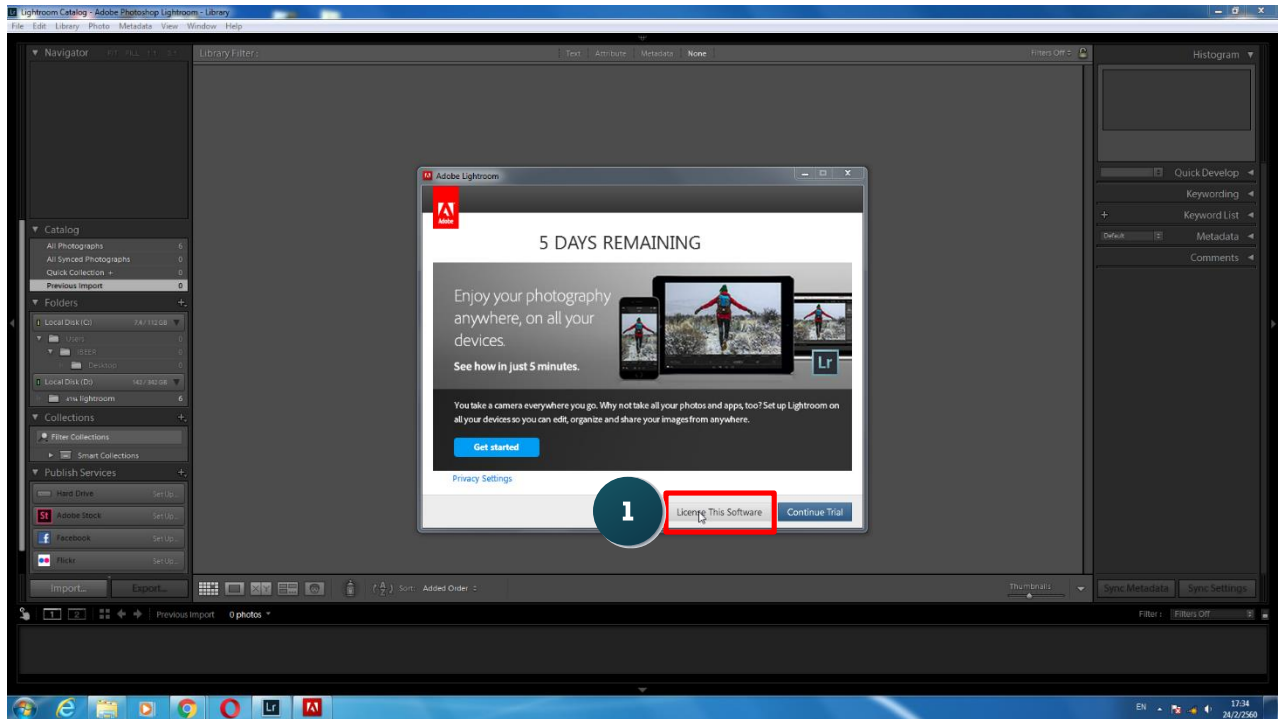 Lightroom Catalog - Adobe Photoshop Lightroom - Library
File Edit Library Photo Metadata View Window Help
Navigator
Library Filter:
Text Attribute Metadata None
Filters Off
Histogram
Quick Develop
Keywording
Keyword List
Default
Metadata
Comments
Catalog
All Photographs 6
All Synced Photographs 0
Quick Collection + 0
Previous Import 0
Folders
Local Disk (C:)
Users 0
Desktop 0
Local Disk (D:)
lightroom 6
Collections
Filter Collections
Smart Collections
Publish Services
Hard Drive Set Up...
St Adobe Stock Set Up...
Facebook Set Up...
Flickr Set Up...
Import... Export...
Adobe Lightroom
Adobe
5 DAYS REMAINING
Enjoy your photography
anywhere, on all your
devices.
See how in just 5 minutes.
Lr
You take a camera everywhere you go. Why not take all your photos and apps, too? Set up Lightroom on
all your devices so you can edit, organize and share your images from anywhere.
Get started
Privacy Settings
1
License This Software
Continue Trial
Sort: Added Order
Thumbnails
Sync Metadata Sync Settings
1 2 Previous Import 0 photos
Filter: Filters Off
Lr
EN
17:34
24/2/2560